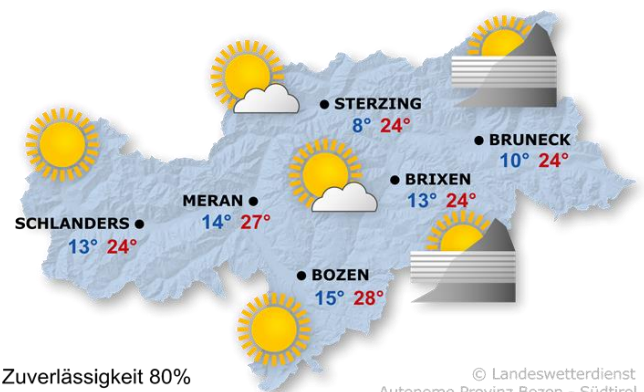 STERZING
8° 24°
BRUNECK
10° 24°
BRIXEN
13° 24°
MERAN
14° 27°
SCHLANDERS
13° 24°
BOZEN
15° 28°
Zuverlässigkeit 80%
© Landeswetterdienst
Autonome Provinz Bozen - Südtirol